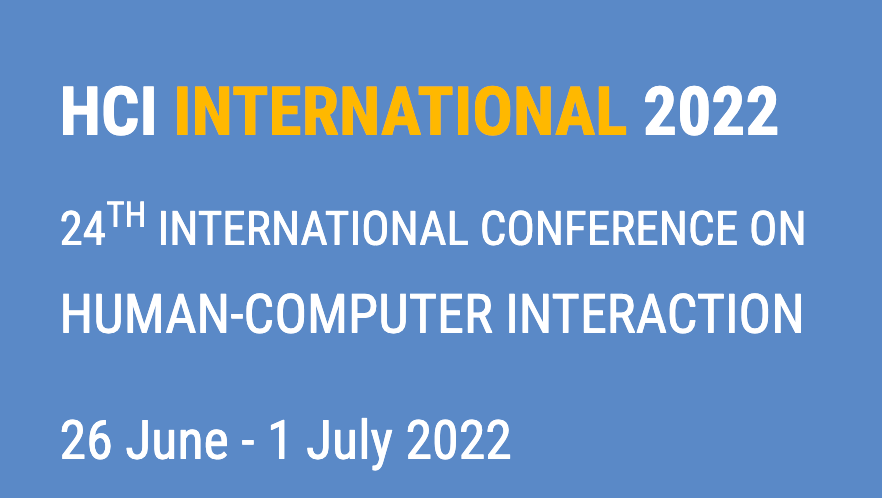 HCI INTERNATIONAL 2022
24TH INTERNATIONAL CONFERENCE ON
HUMAN-COMPUTER INTERACTION
26 June - 1 July 2022